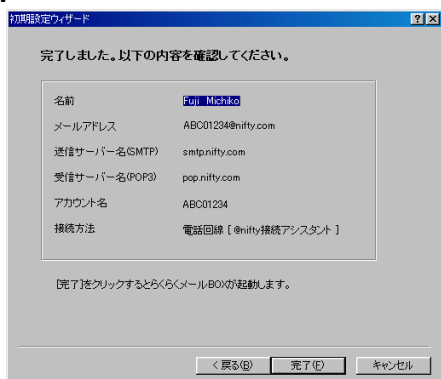 初期設定ウィザード
完了しました。以下の内容を確認してください。
名前 Fuji Michiko
メールアドレス ABC01234@nifty.com
送信サーバー名(SMTP) smtp.nifty.com
受信サーバー名(POP3) pop.nifty.com
アカウント名 ABC01234
接続方法 電話回線 [ @nifty接続アシスタント ]
[完了]をクリックするとらくらくメールBOXが起動します。
< 戻る(B) 完了(F) キャンセル